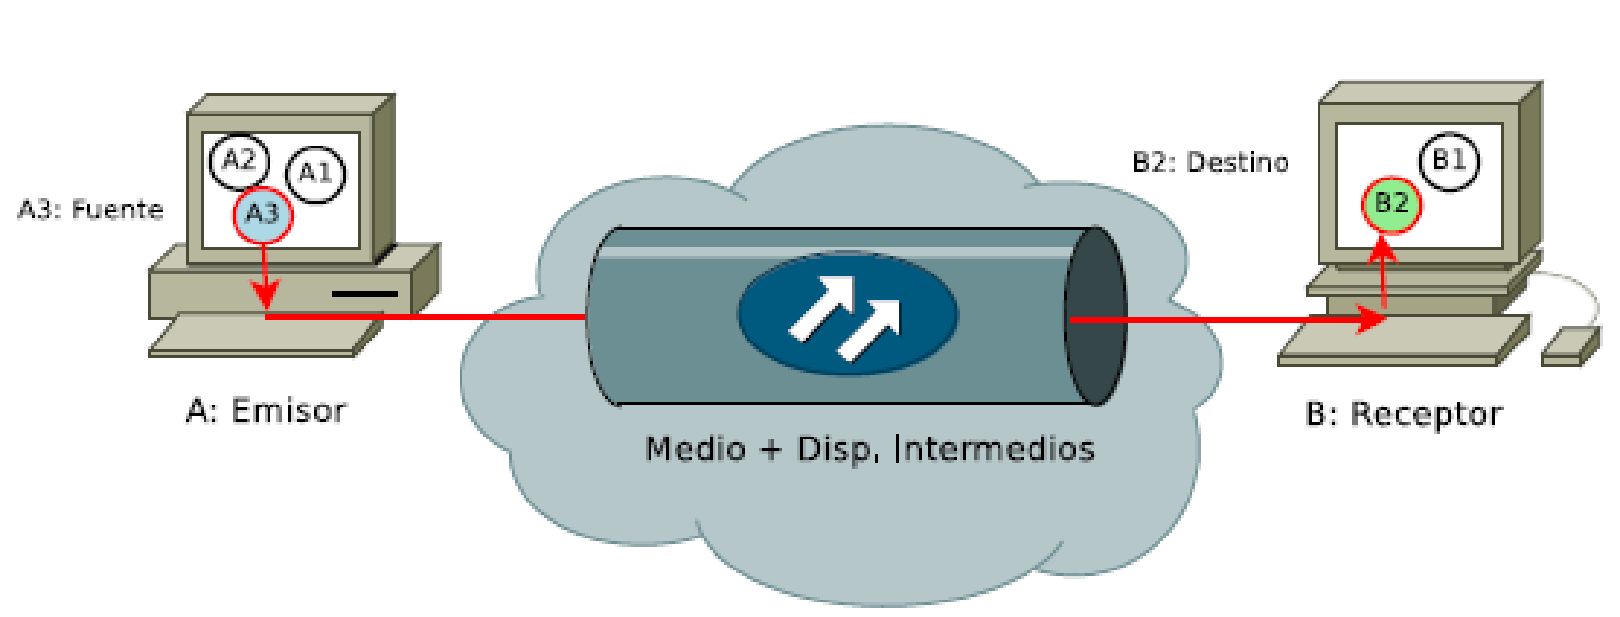 A2
A1
A3: Fuente
A3
A: Emisor
Medio + Disp. Intermedios
B2: Destino
B1
B2
B: Receptor